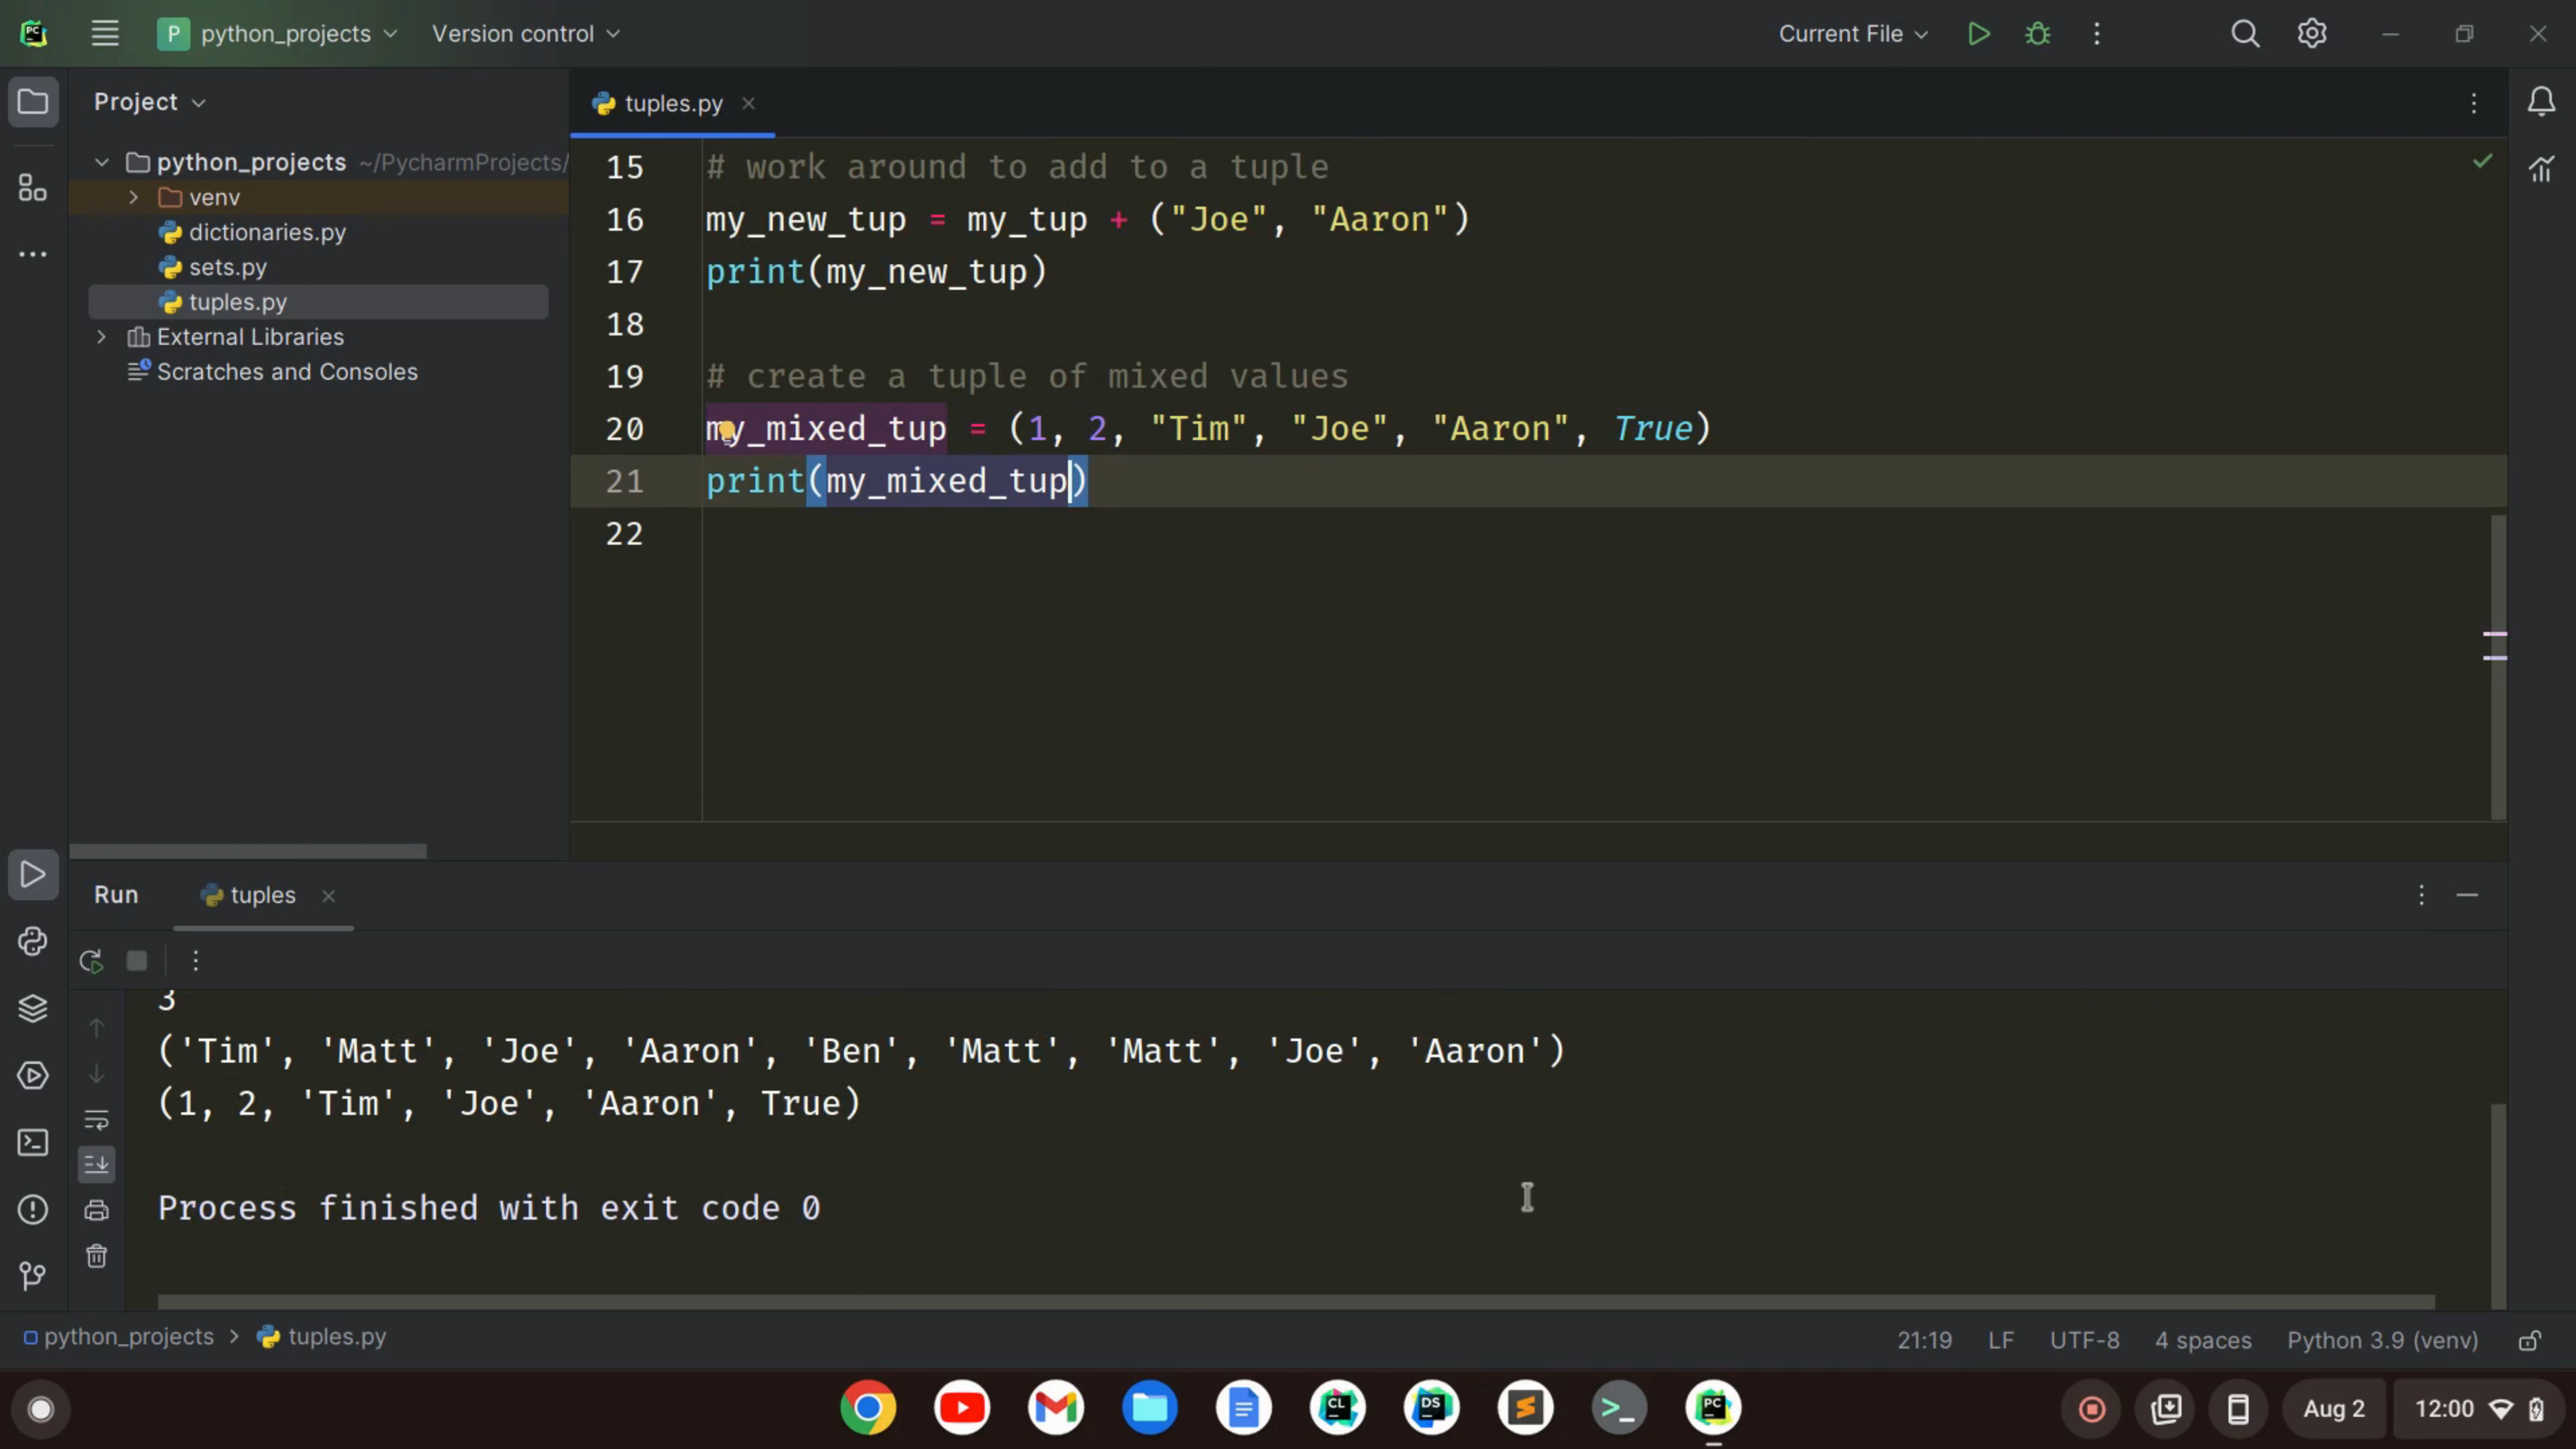 PC
P python_projects Version control
Current File
Project
python_projects ~/PycharmProjects/
venv
dictionaries.py
sets.py
tuples.py
External Libraries
Scratches and Consoles
tuples.py
15 # work around to add to a tuple
16 my_new_tup = my_tup + ("Joe", "Aaron")
17 print(my_new_tup)
18
19 # create a tuple of mixed values
20 my_mixed_tup = (1, 2, "Tim", "Joe", "Aaron", True)
21 print(my_mixed_tup)
22
Run tuples
3
('Tim', 'Matt', 'Joe', 'Aaron', 'Ben', 'Matt', 'Matt', 'Joe', 'Aaron')
(1, 2, 'Tim', 'Joe', 'Aaron', True)
Process finished with exit code 0
python_projects > tuples.py
21:19 LF UTF-8 4 spaces Python 3.9 (venv)
CL DS PC
Aug 2 12:00